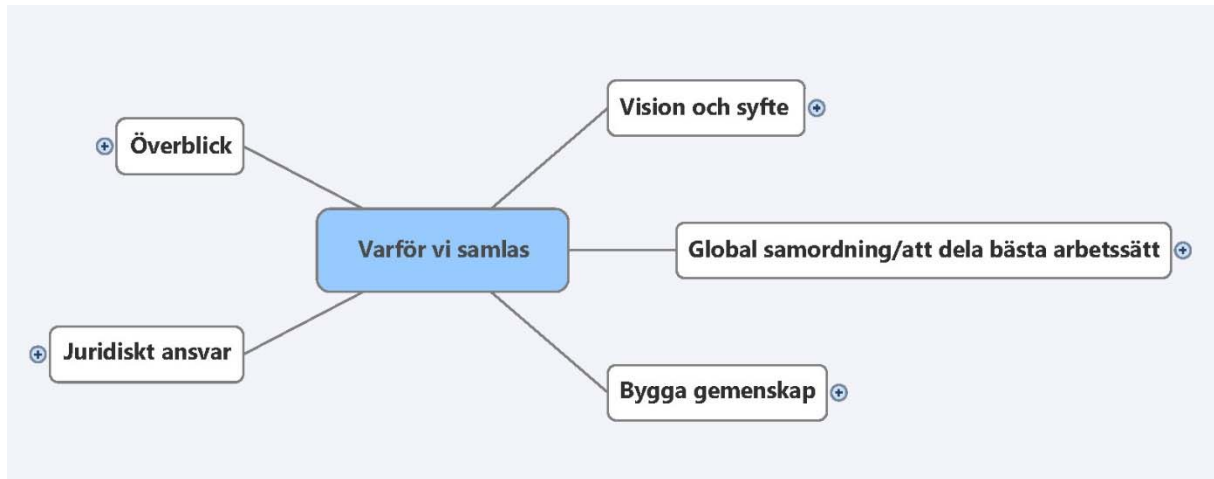 Vision och syfte
Överblick
Varför vi samlas
Global samordning/att dela bästa arbetssätt
Juridiskt ansvar
Bygga gemenskap